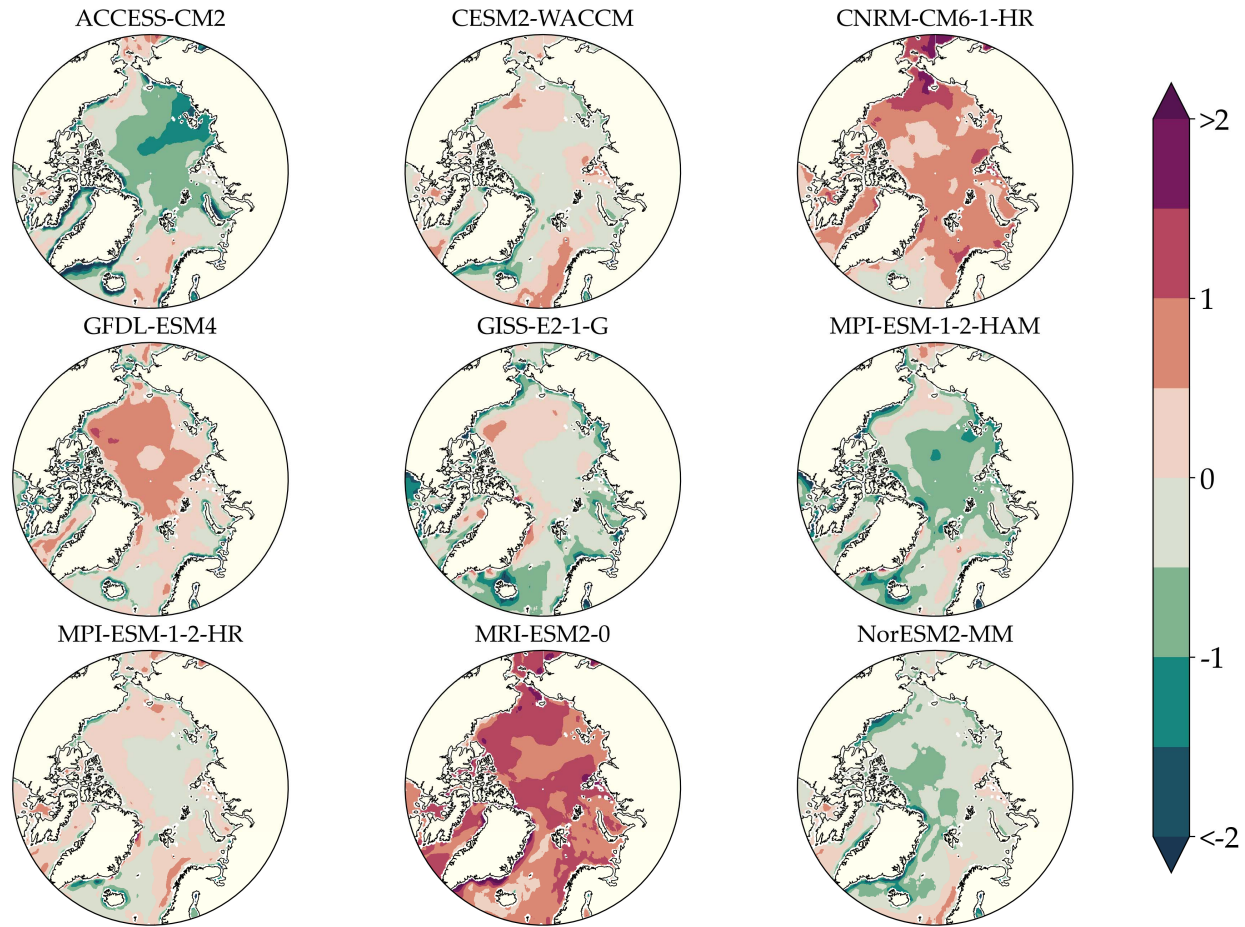 ACCESS-CM2
CESM2-WACCM
CNRM-CM6-1-HR
GFDL-ESM4
GISS-E2-1-G
MPI-ESM-1-2-HAM
MPI-ESM-1-2-HR
MRI-ESM2-0
NorESM2-MM
>2
1
0
-1
<-2